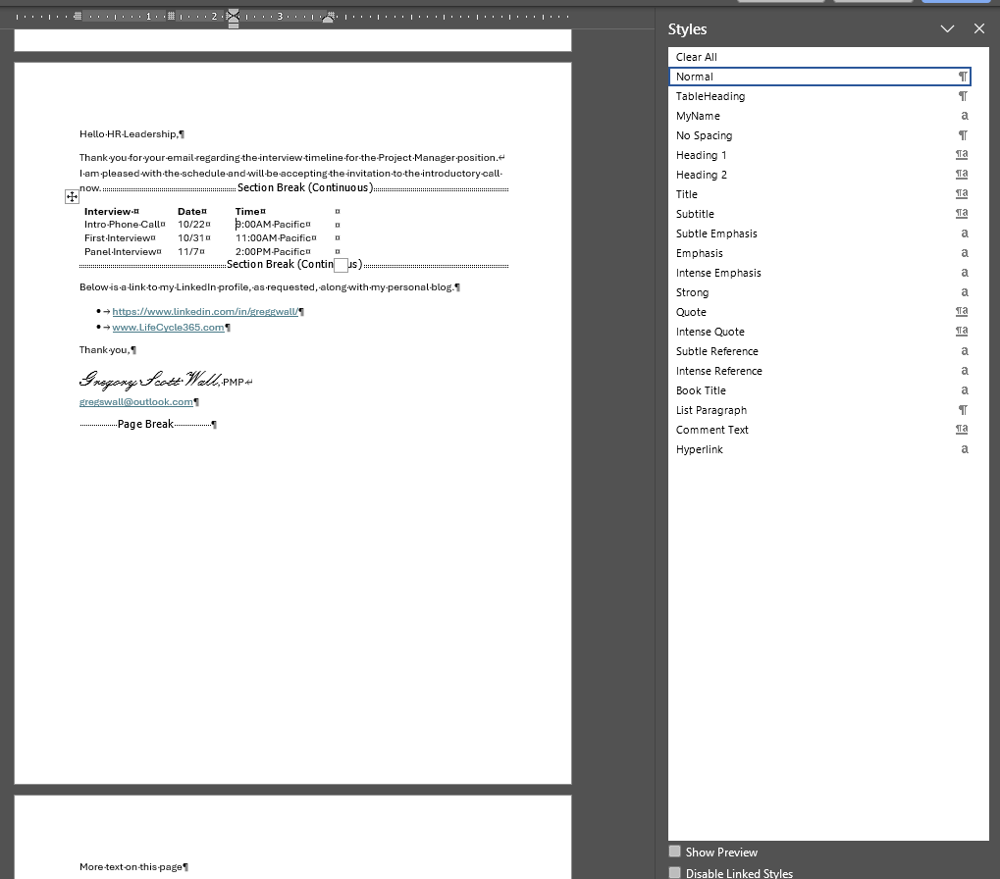 1 2 3
Styles
Clear All
Normal ¶
TableHeading ¶
MyName a
No Spacing ¶
Heading 1 ¶a
Heading 2 ¶a
Title ¶a
Subtitle ¶a
Subtle Emphasis a
Emphasis a
Intense Emphasis a
Strong a
Quote ¶a
Intense Quote ¶a
Subtle Reference a
Intense Reference a
Book Title a
List Paragraph ¶
Comment Text ¶a
Hyperlink a
Show Preview
Disable Linked Styles
Hello·HR·Leadership,¶
Thank·you·for·your·email·regarding·the·interview·timeline·for·the·Project·Manager·position.↵
I·am·pleased·with·the·schedule·and·will·be·accepting·the·invitation·to·the·introductory·call·
now. Section Break (Continuous)
Interview·¤ Date¤ Time¤ ¤
Intro·Phone·Call¤ 10/22¤ 9:00AM·Pacific¤ ¤
First·Interview¤ 10/31¤ 11:00AM·Pacific¤ ¤
Panel·Interview¤ 11/7¤ 2:00PM·Pacific¤ ¤
Section Break (Contin us)
Below·is·a·link·to·my·LinkedIn·profile,·as·requested,·along·with·my·personal·blog.¶
•→https://www.linkedin.com/in/greggwall/¶
•→www.LifeCycle365.com¶
Thank·you,¶
Gregory·Scott·Wall,·PMP↵
gregswall@outlook.com¶
Page Break¶
More·text·on·this·page¶